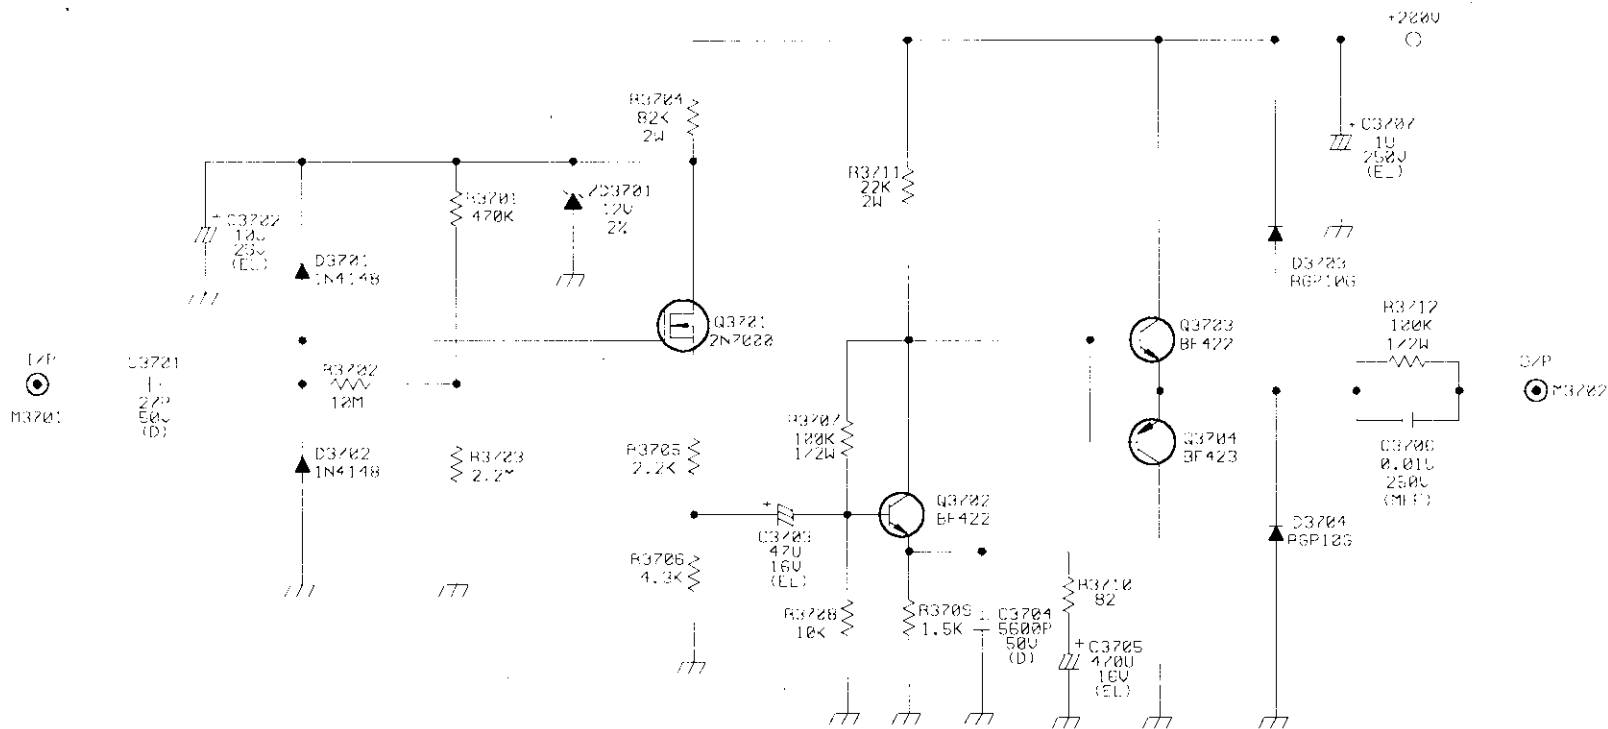 +200V
R3704
82K
2W
C3707
1U
250V
(EL)
R3711
22K
2W
R3701
470K
ZD3701
12V
2%
C3702
10U
25V
(EL)
D3701
1N4148
D3703
RGP10G
Q3701
2N7000
Q3703
BF422
R3712
100K
1/2W
I/P
M3701
C3701
50V
(D)
R3702
10M
O/P
M3702
R3707
100K
1/2W
Q3704
BF423
C3706
0.01U
250V
D3702
1N4148
R3703
2.2M
R3705
2.2K
Q3702
BF422
C3703
47U
16V
(EL)
D3704
RGP10G
R3706
4.3K
R3708
10K
R3709
1.5K
C3704
5600P
50V
(D)
R3710
82
C3705
470U
16V
(EL)